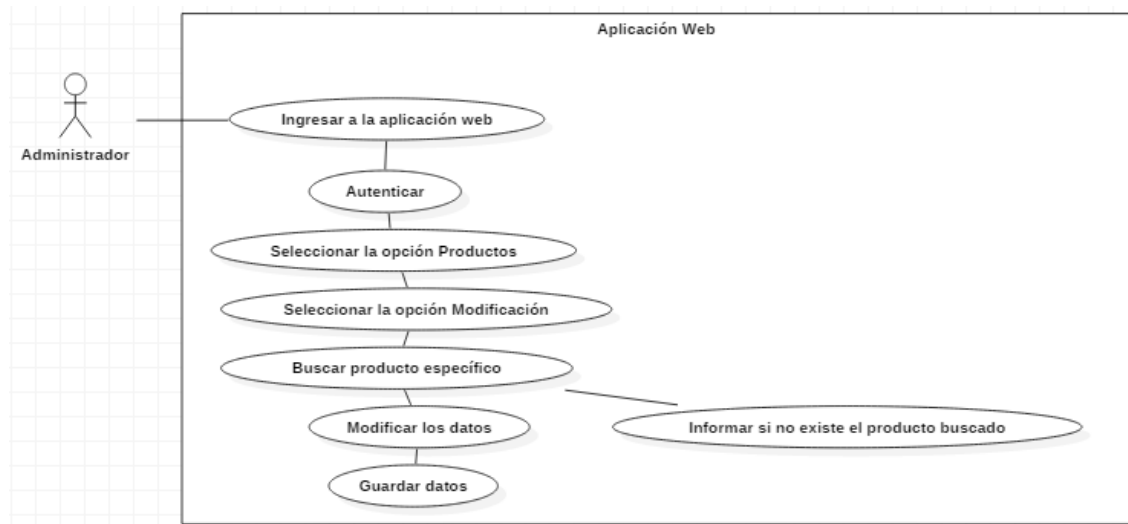 Aplicación Web
Administrador
Ingresar a la aplicación web
Autenticar
Seleccionar la opción Productos
Seleccionar la opción Modificación
Buscar producto específico
Modificar los datos
Informar si no existe el producto buscado
Guardar datos